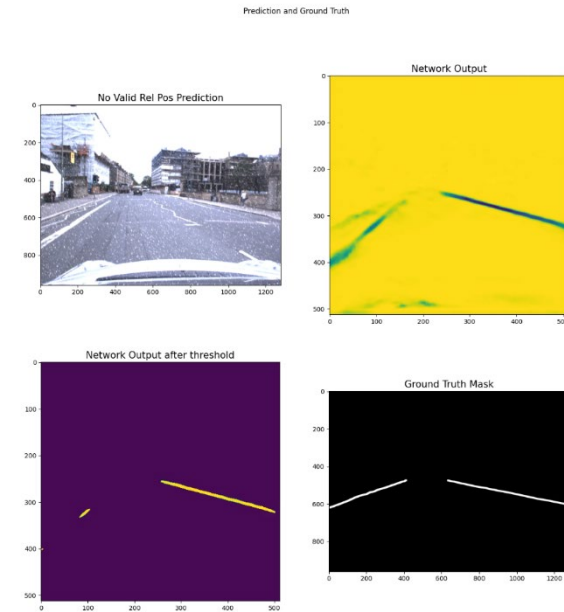 Prediction and Ground Truth
No Valid Rel Pos Prediction
0
200
400
600
800
0 200 400 600 800 1000 1200
Network Output
0
100
200
300
400
500
0 100 200 300 400 500
Network Output after threshold
0
100
200
300
400
500
0 100 200 300 400 500
Ground Truth Mask
0
200
400
600
800
0 200 400 600 800 1000 1200